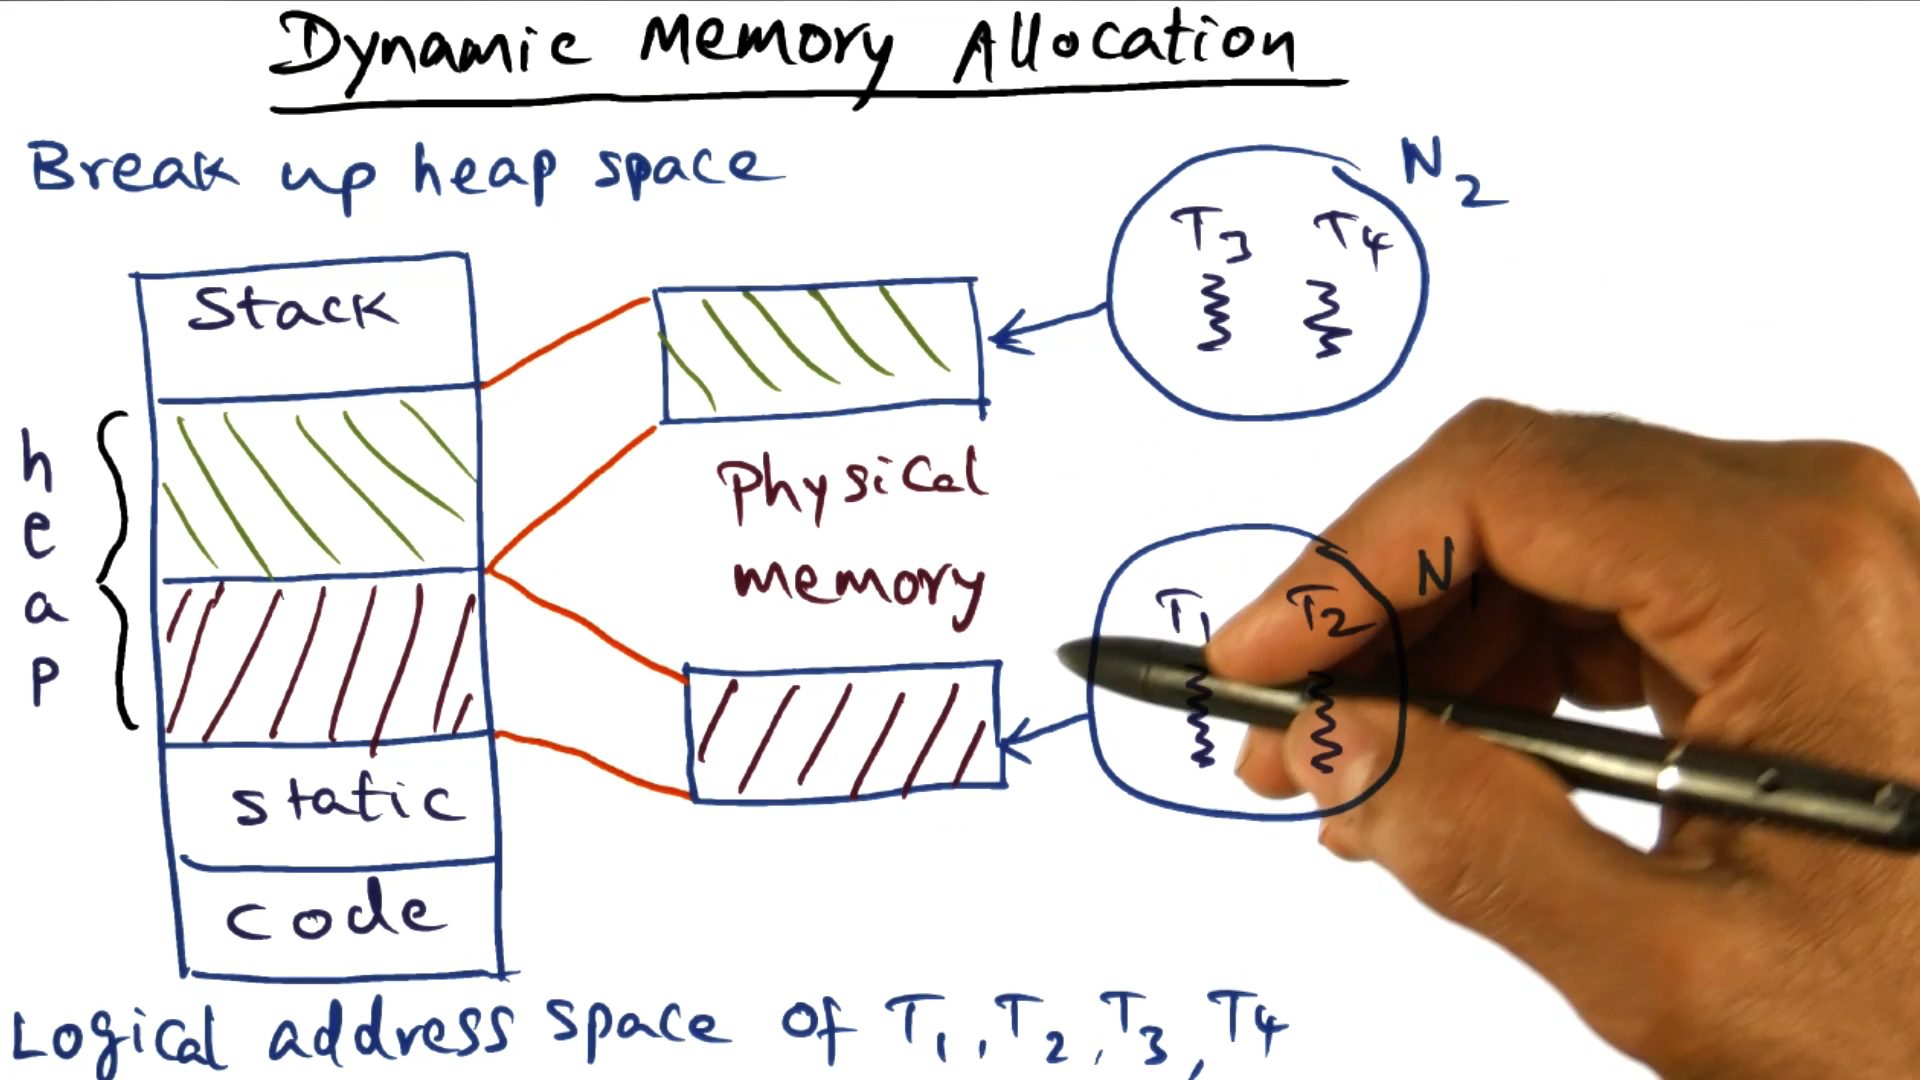 Dynamic Memory Allocation
Break up heap space
N2
T3 T4
Stack
heap
Physical
memory
N1
T1 T2
static
code
Logical address space of T1, T2, T3, T4